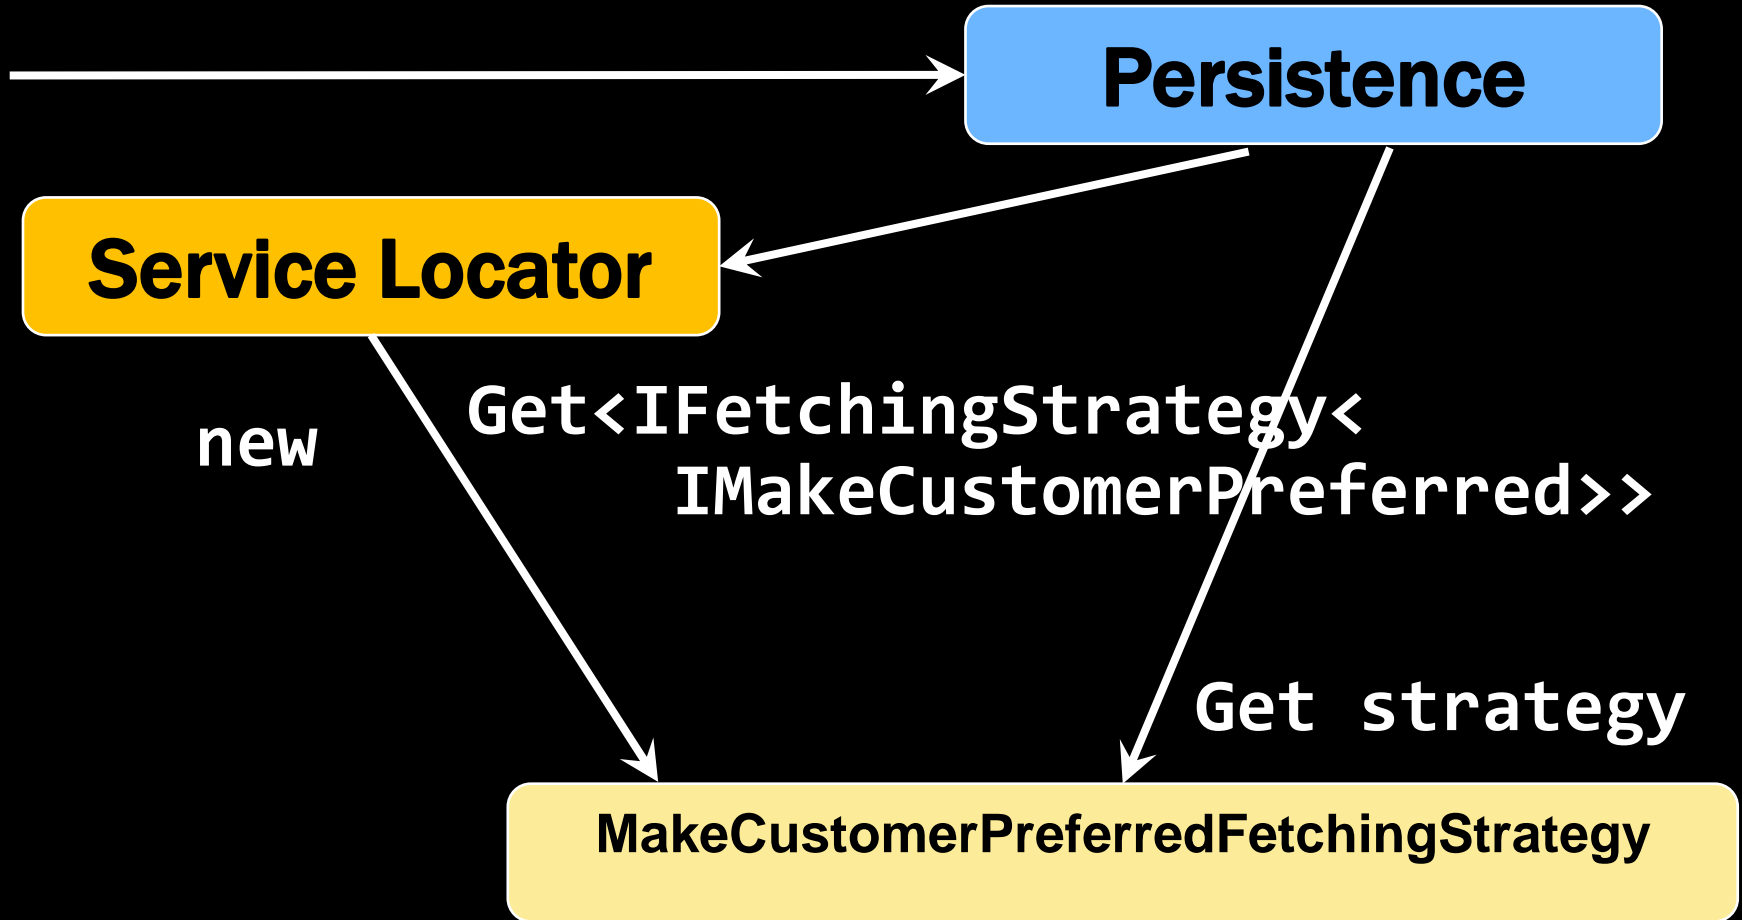 Persistence
Service Locator
new
Get<IFetchingStrategy<
IMakeCustomerPreferred>>
Get strategy
MakeCustomerPreferredFetchingStrategy